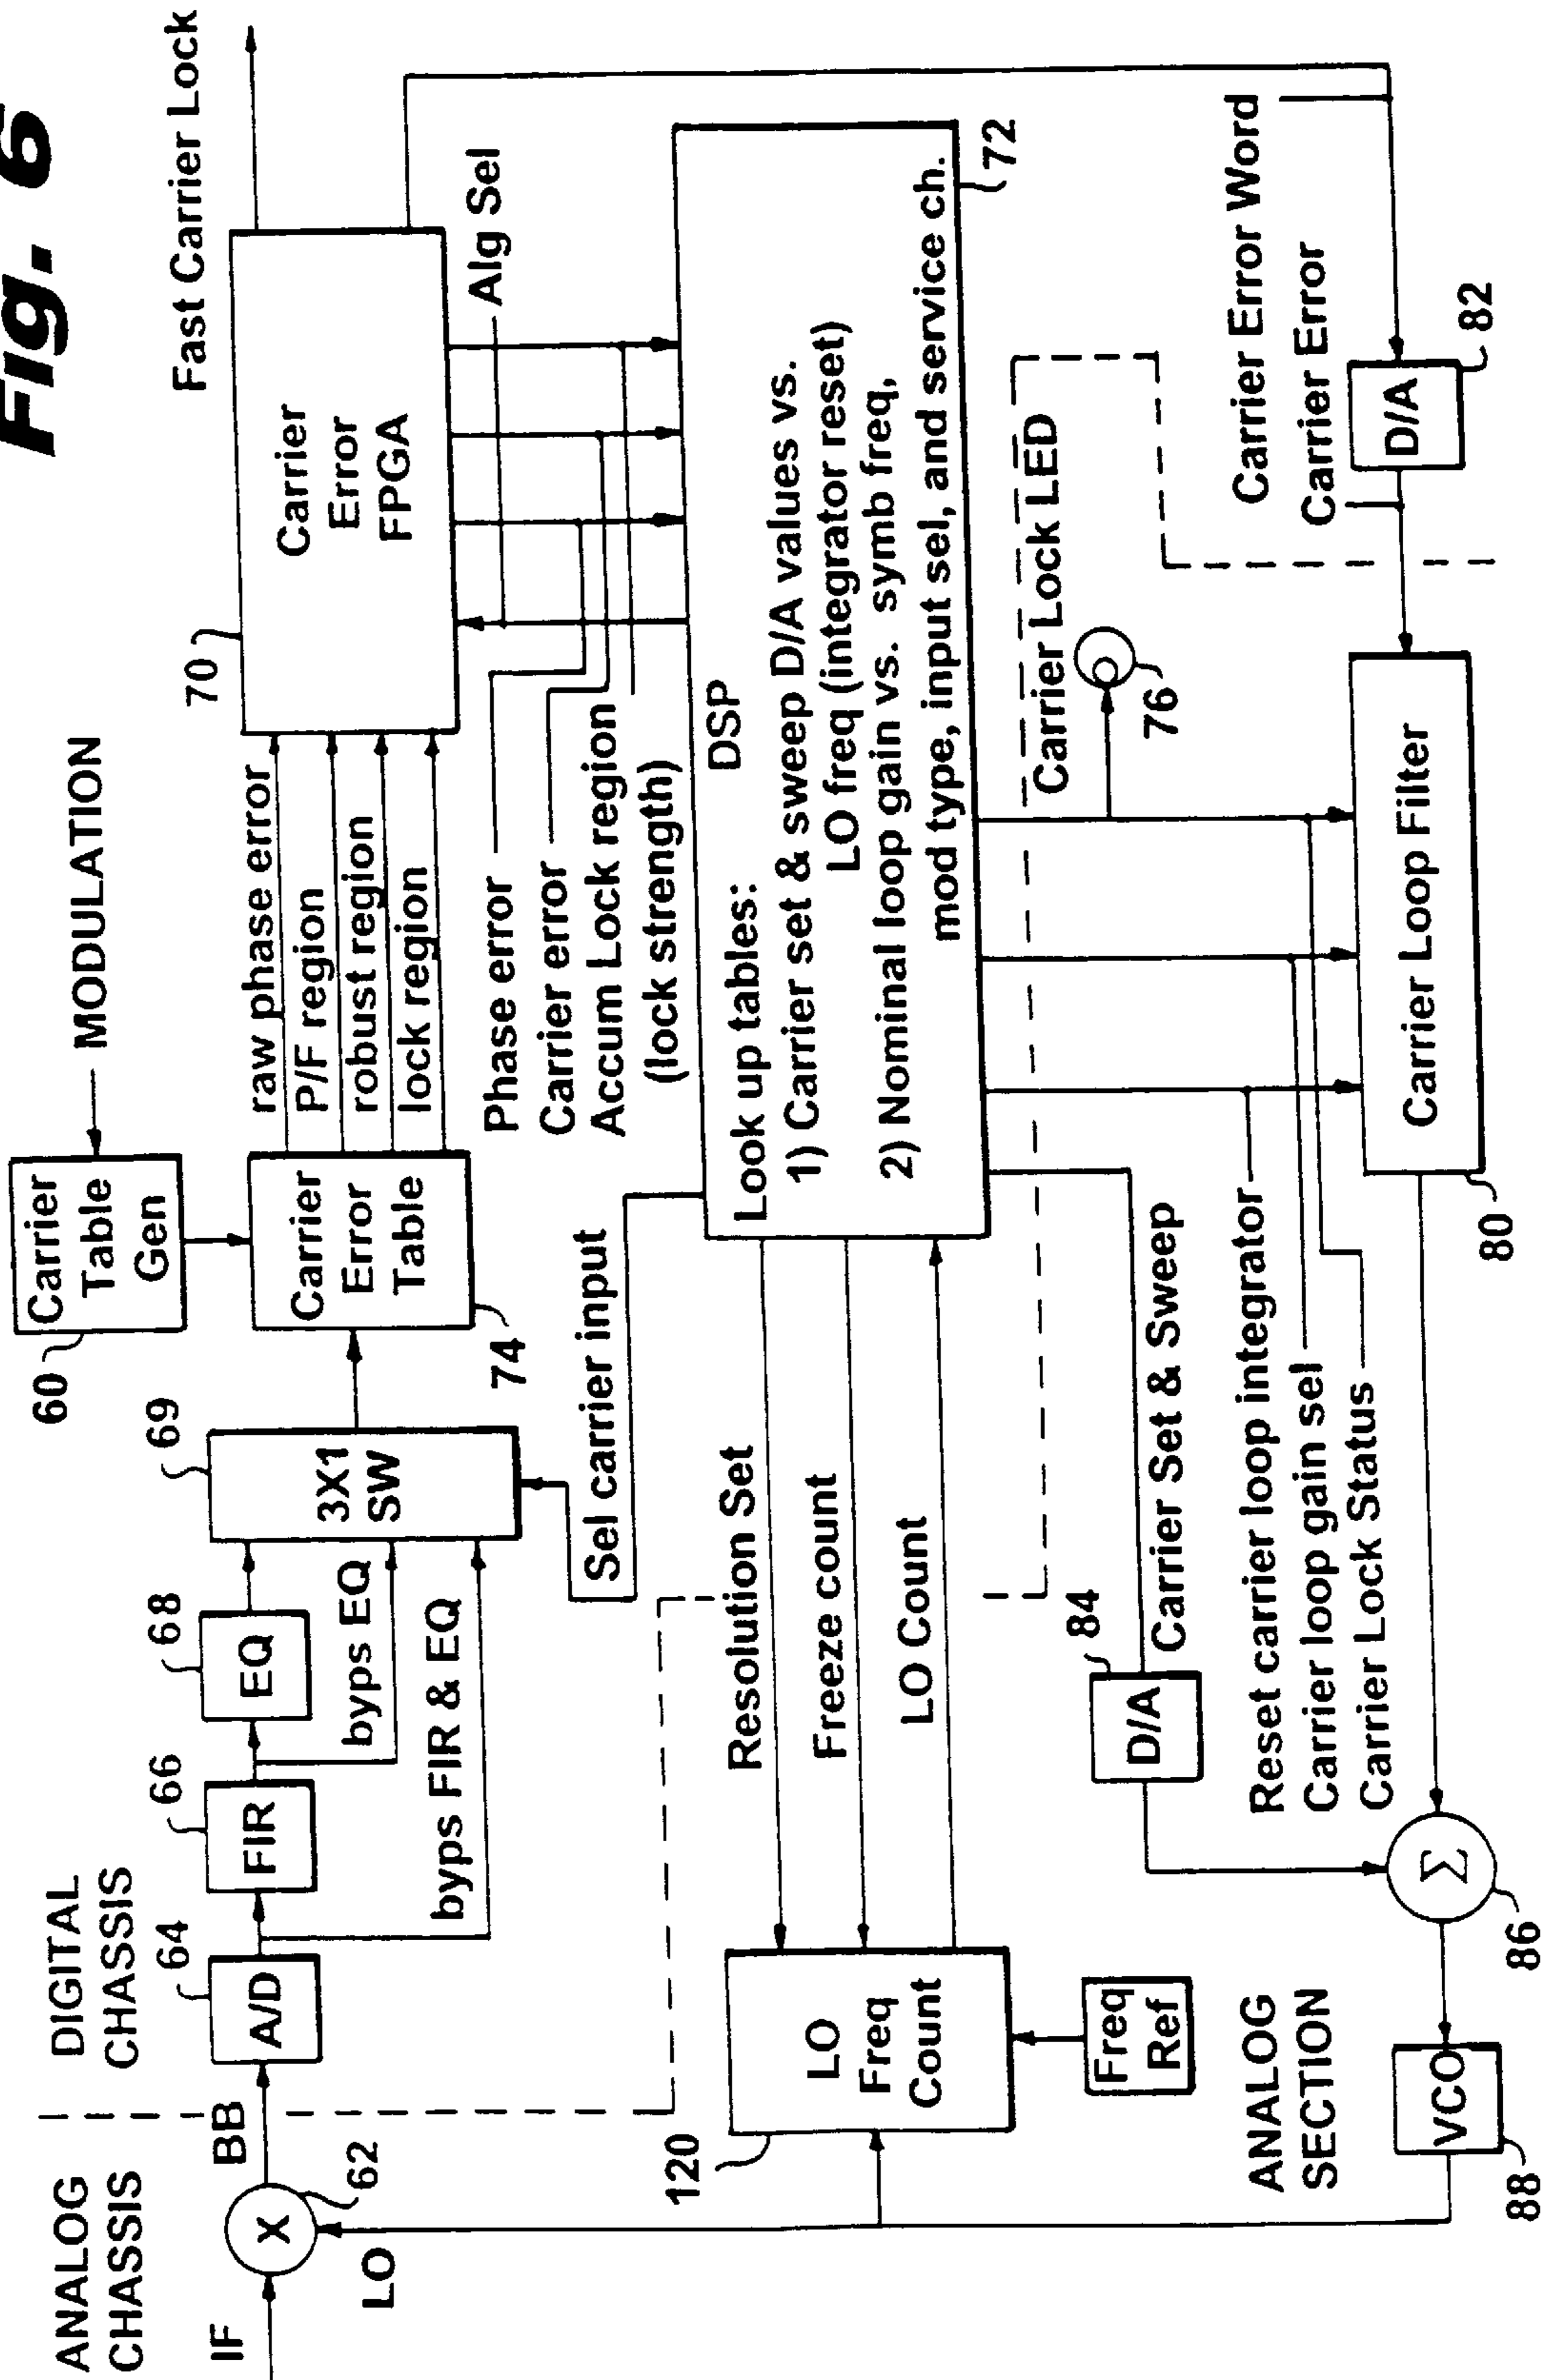 Fig. 6
ANALOG
CHASSIS
DIGITAL
CHASSIS
IF
X
62
LO
BB
A/D
64
FIR
66
EQ
68
byps EQ
byps FIR & EQ
3X1
SW
69
Carrier
Table
Gen
60
MODULATION
Carrier
Error
Table
74
raw phase error
P/F region
robust region
lock region
Carrier
Error
FPGA
70
Fast Carrier Lock
Alg Sel
Phase error
Carrier error
Accum Lock region
(lock strength)
Sel carrier input
DSP
Look up tables:
1) Carrier set & sweep D/A values vs.
LO freq (integrator reset)
2) Nominal loop gain vs. symb freq,
mod type, input sel, and service ch.
72
Resolution Set
Freeze count
LO Count
LO
Freq
Count
120
Freq
Ref
Carrier Lock LED
76
D/A
84
Carrier Set & Sweep
Reset carrier loop integrator
Carrier loop gain sel
Carrier Lock Status
Carrier Error Word
Carrier Error
D/A
82
Carrier Loop Filter
80
ANALOG
SECTION
Σ
86
VCO
88